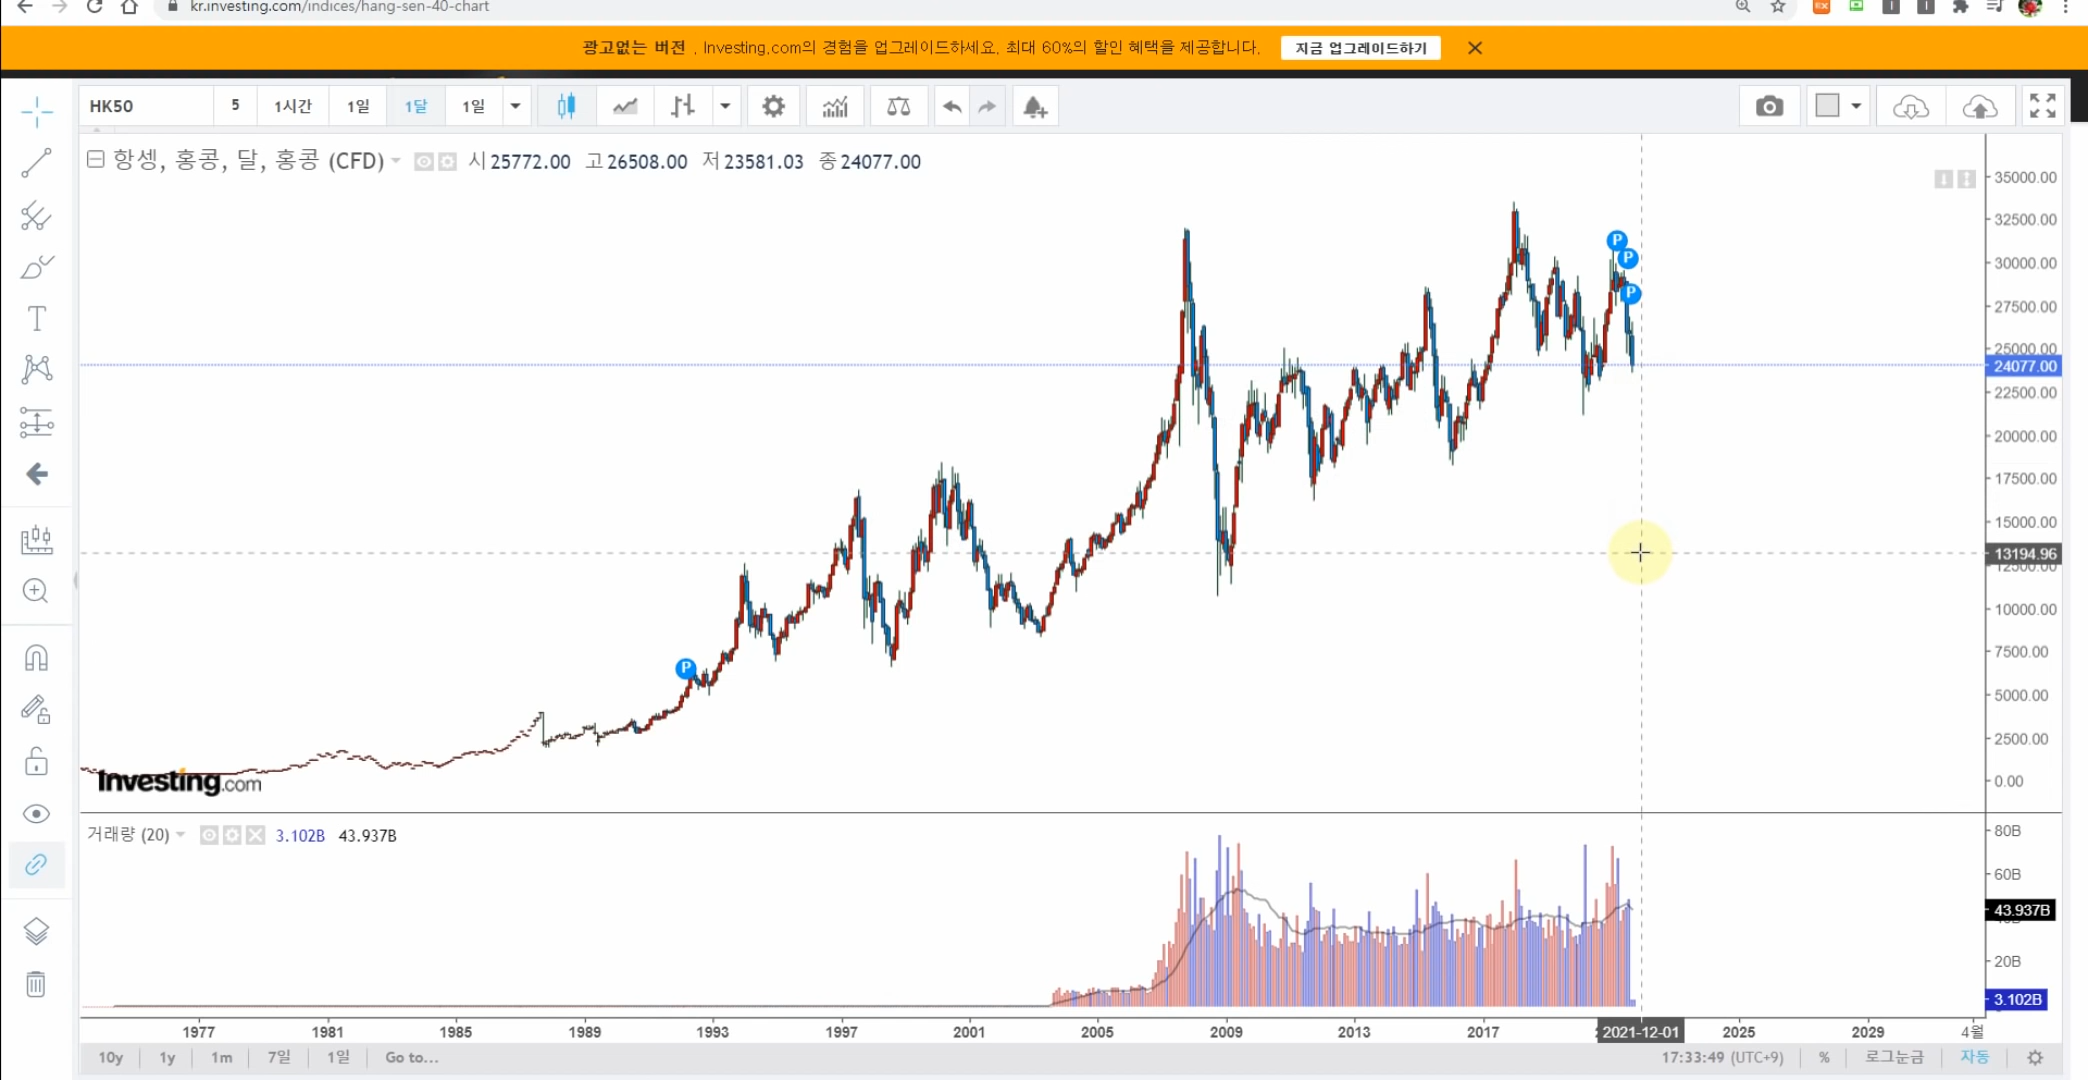 kr.investing.com/indices/hang-sen-40-chart
광고없는 버전 . Investing.com의 경험을 업그레이드하세요. 최대 60%의 할인 혜택을 제공합니다. 지금 업그레이드하기
HK50 5 1시간 1일 1달 1일
항셍, 홍콩, 달, 홍콩 (CFD) 시 25772.00 고 26508.00 저 23581.03 종 24077.00
35000.00
32500.00
P
P
30000.00
P
27500.00
25000.00
24077.00
22500.00
20000.00
17500.00
15000.00
13194.96
12500.00
10000.00
7500.00
P
5000.00
2500.00
0.00
Investing.com
거래량 (20) 3.102B 43.937B
80B
60B
43.937B
20B
3.102B
1977 1981 1985 1989 1993 1997 2001 2005 2009 2013 2017 2021-12-01 2025 2029 4월
10y 1y 1m 7일 1일 Go to... 17:33:49 (UTC+9) % 로그눈금 자동